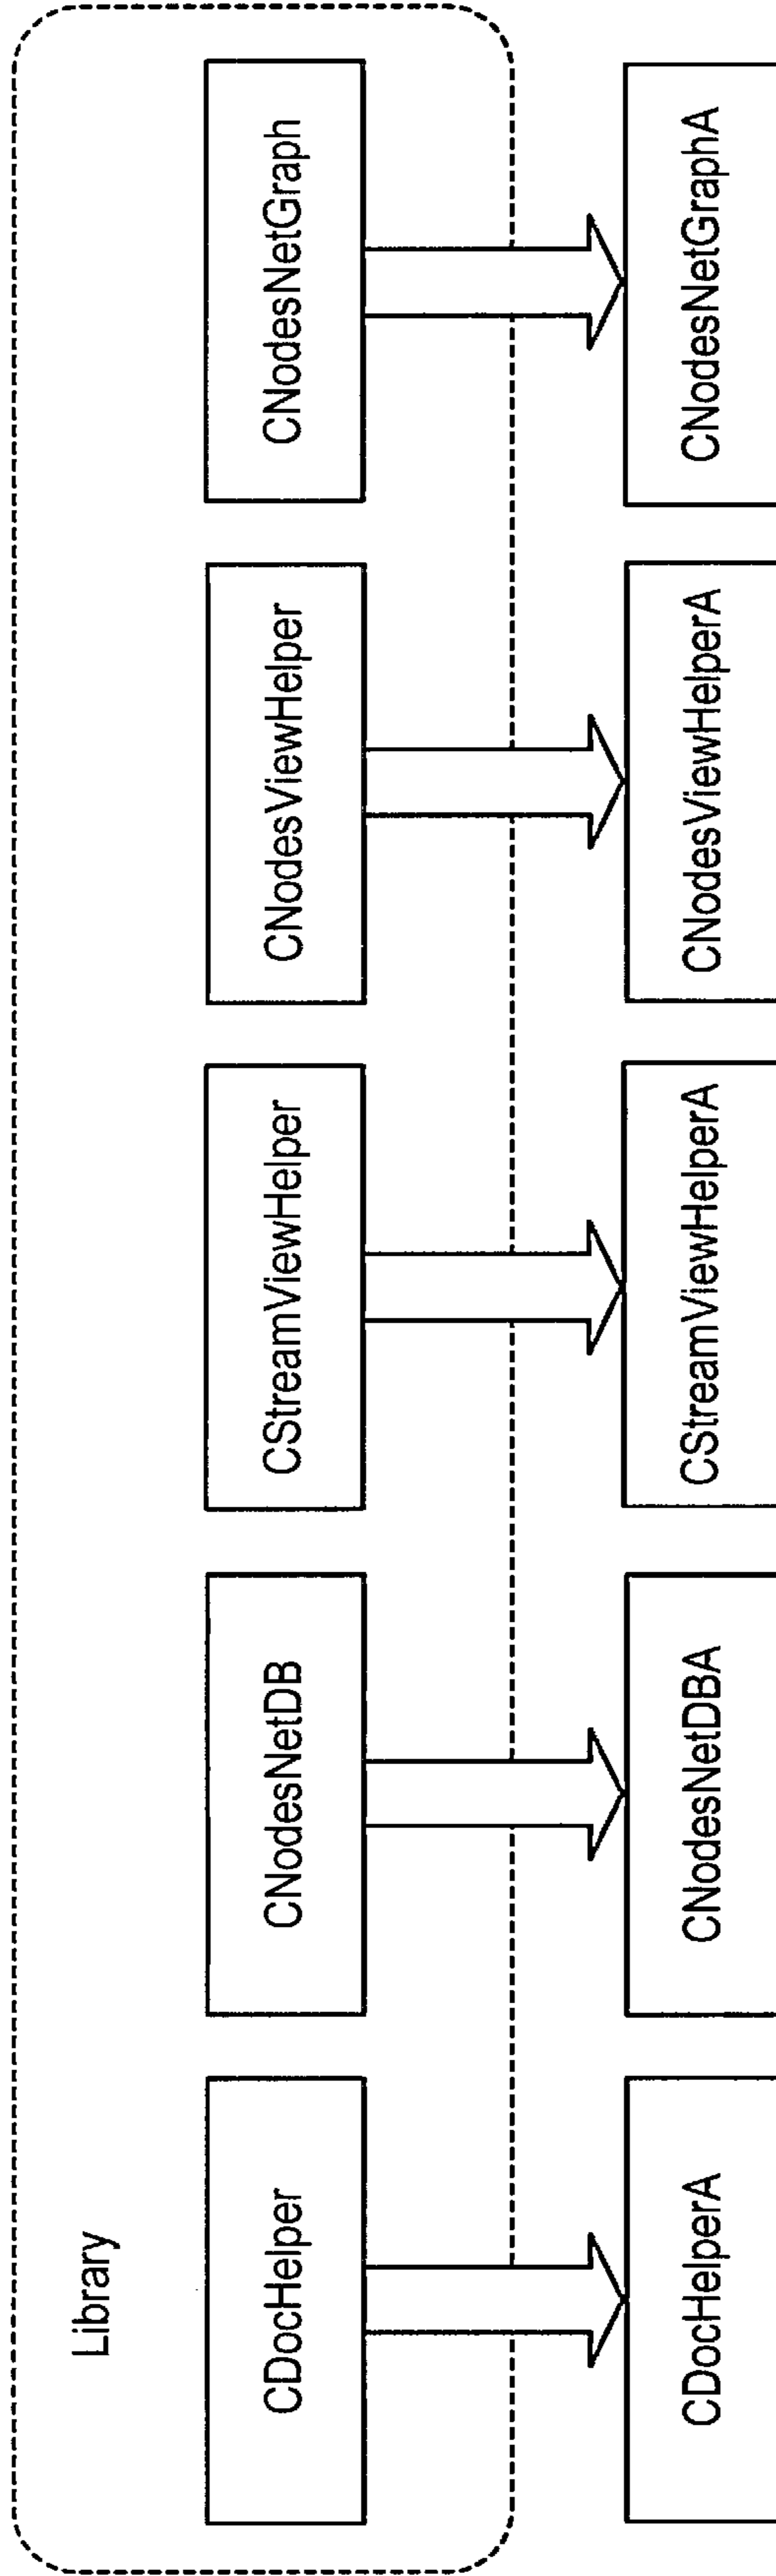 Library
CDocHelper
CNodesNetDB
CStreamViewHelper
CNodesViewHelper
CNodesNetGraph
CDocHelperA
CNodesNetDBA
CStreamViewHelperA
CNodesViewHelperA
CNodesNetGraphA